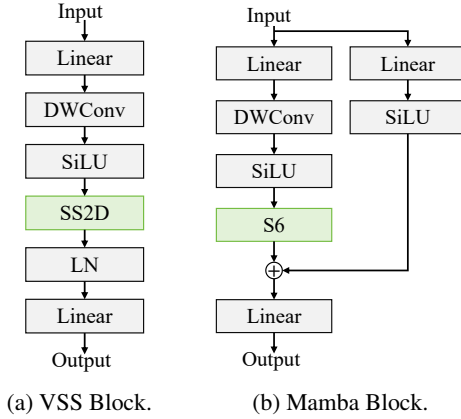 Input
Linear
DWConv
SiLU
SS2D
LN
Linear
Output
(a) VSS Block.
Input
Linear
Linear
DWConv
SiLU
SiLU
S6
Linear
Output
(b) Mamba Block.